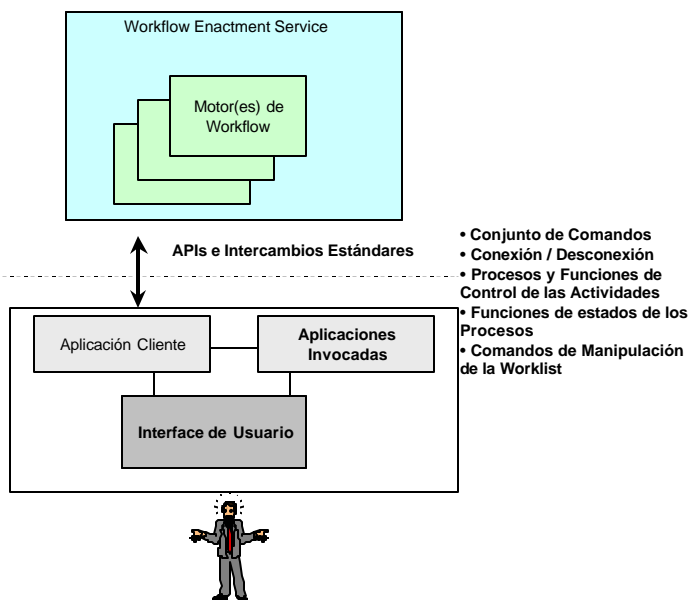 Workflow Enactment Service
Motor(es) de
Workflow
APIs e Intercambios Estándares
• Conjunto de Comandos
• Conexión / Desconexión
• Procesos y Funciones de
Control de las Actividades
• Funciones de estados de los
Procesos
• Comandos de Manipulación
de la Worklist
Aplicación Cliente
Aplicaciones
Invocadas
Interface de Usuario